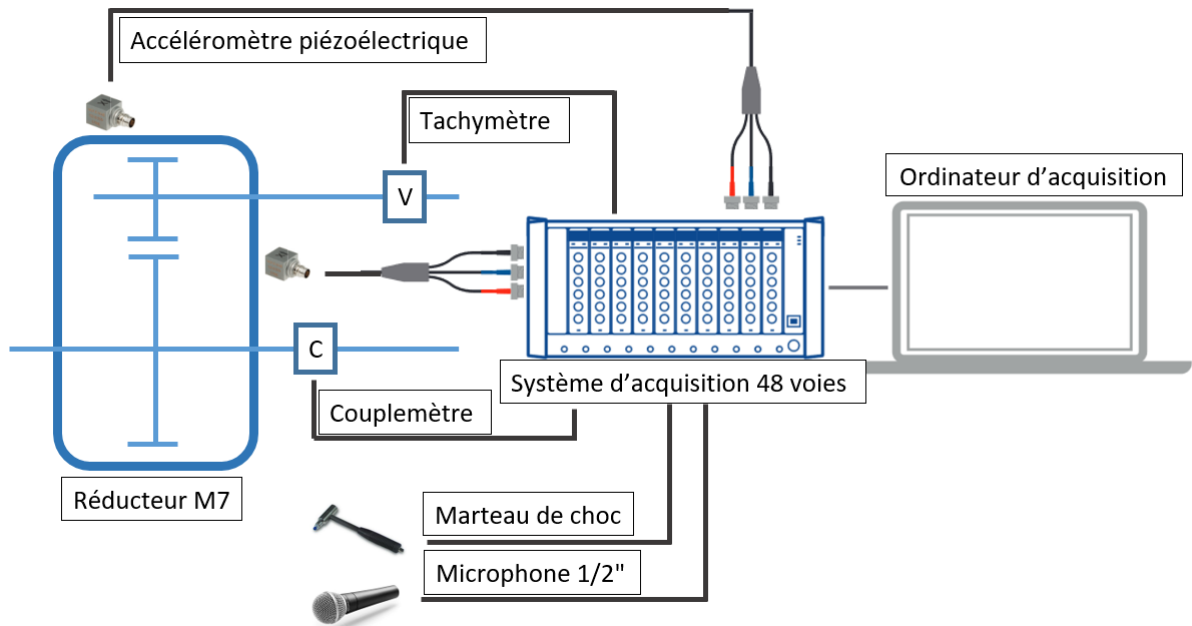 Accéléromètre piézoélectrique
Tachymètre
V
Ordinateur d’acquisition
C
Système d’acquisition 48 voies
Couplemètre
Réducteur M7
Marteau de choc
Microphone 1/2"